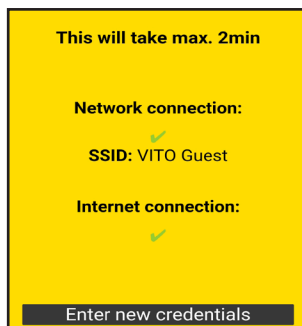 This will take max. 2min
Network connection:
✔
SSID: VITO Guest
Internet connection:
✔
Enter new credentials